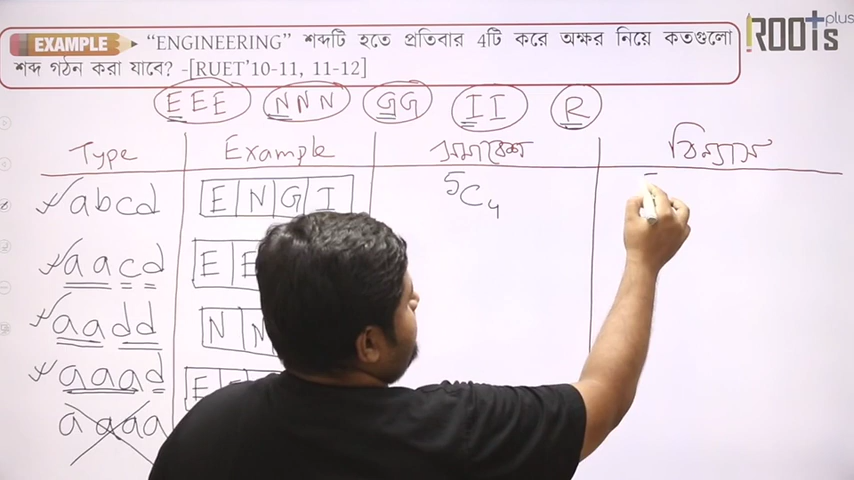 EXAMPLE "ENGINEERING" শব্দটি হতে প্রতিবার 4টি করে অক্ষর নিয়ে কতগুলো
শব্দ গঠন করা যাবে? -[RUET'10-11, 11-12]
ROOTs plus
EEE NNN GG II R
Type Example সমাবেশ বিন্যাস
abcd E N G I ⁵C₄
aacd E E
aadd N N
aaad E
aaaa